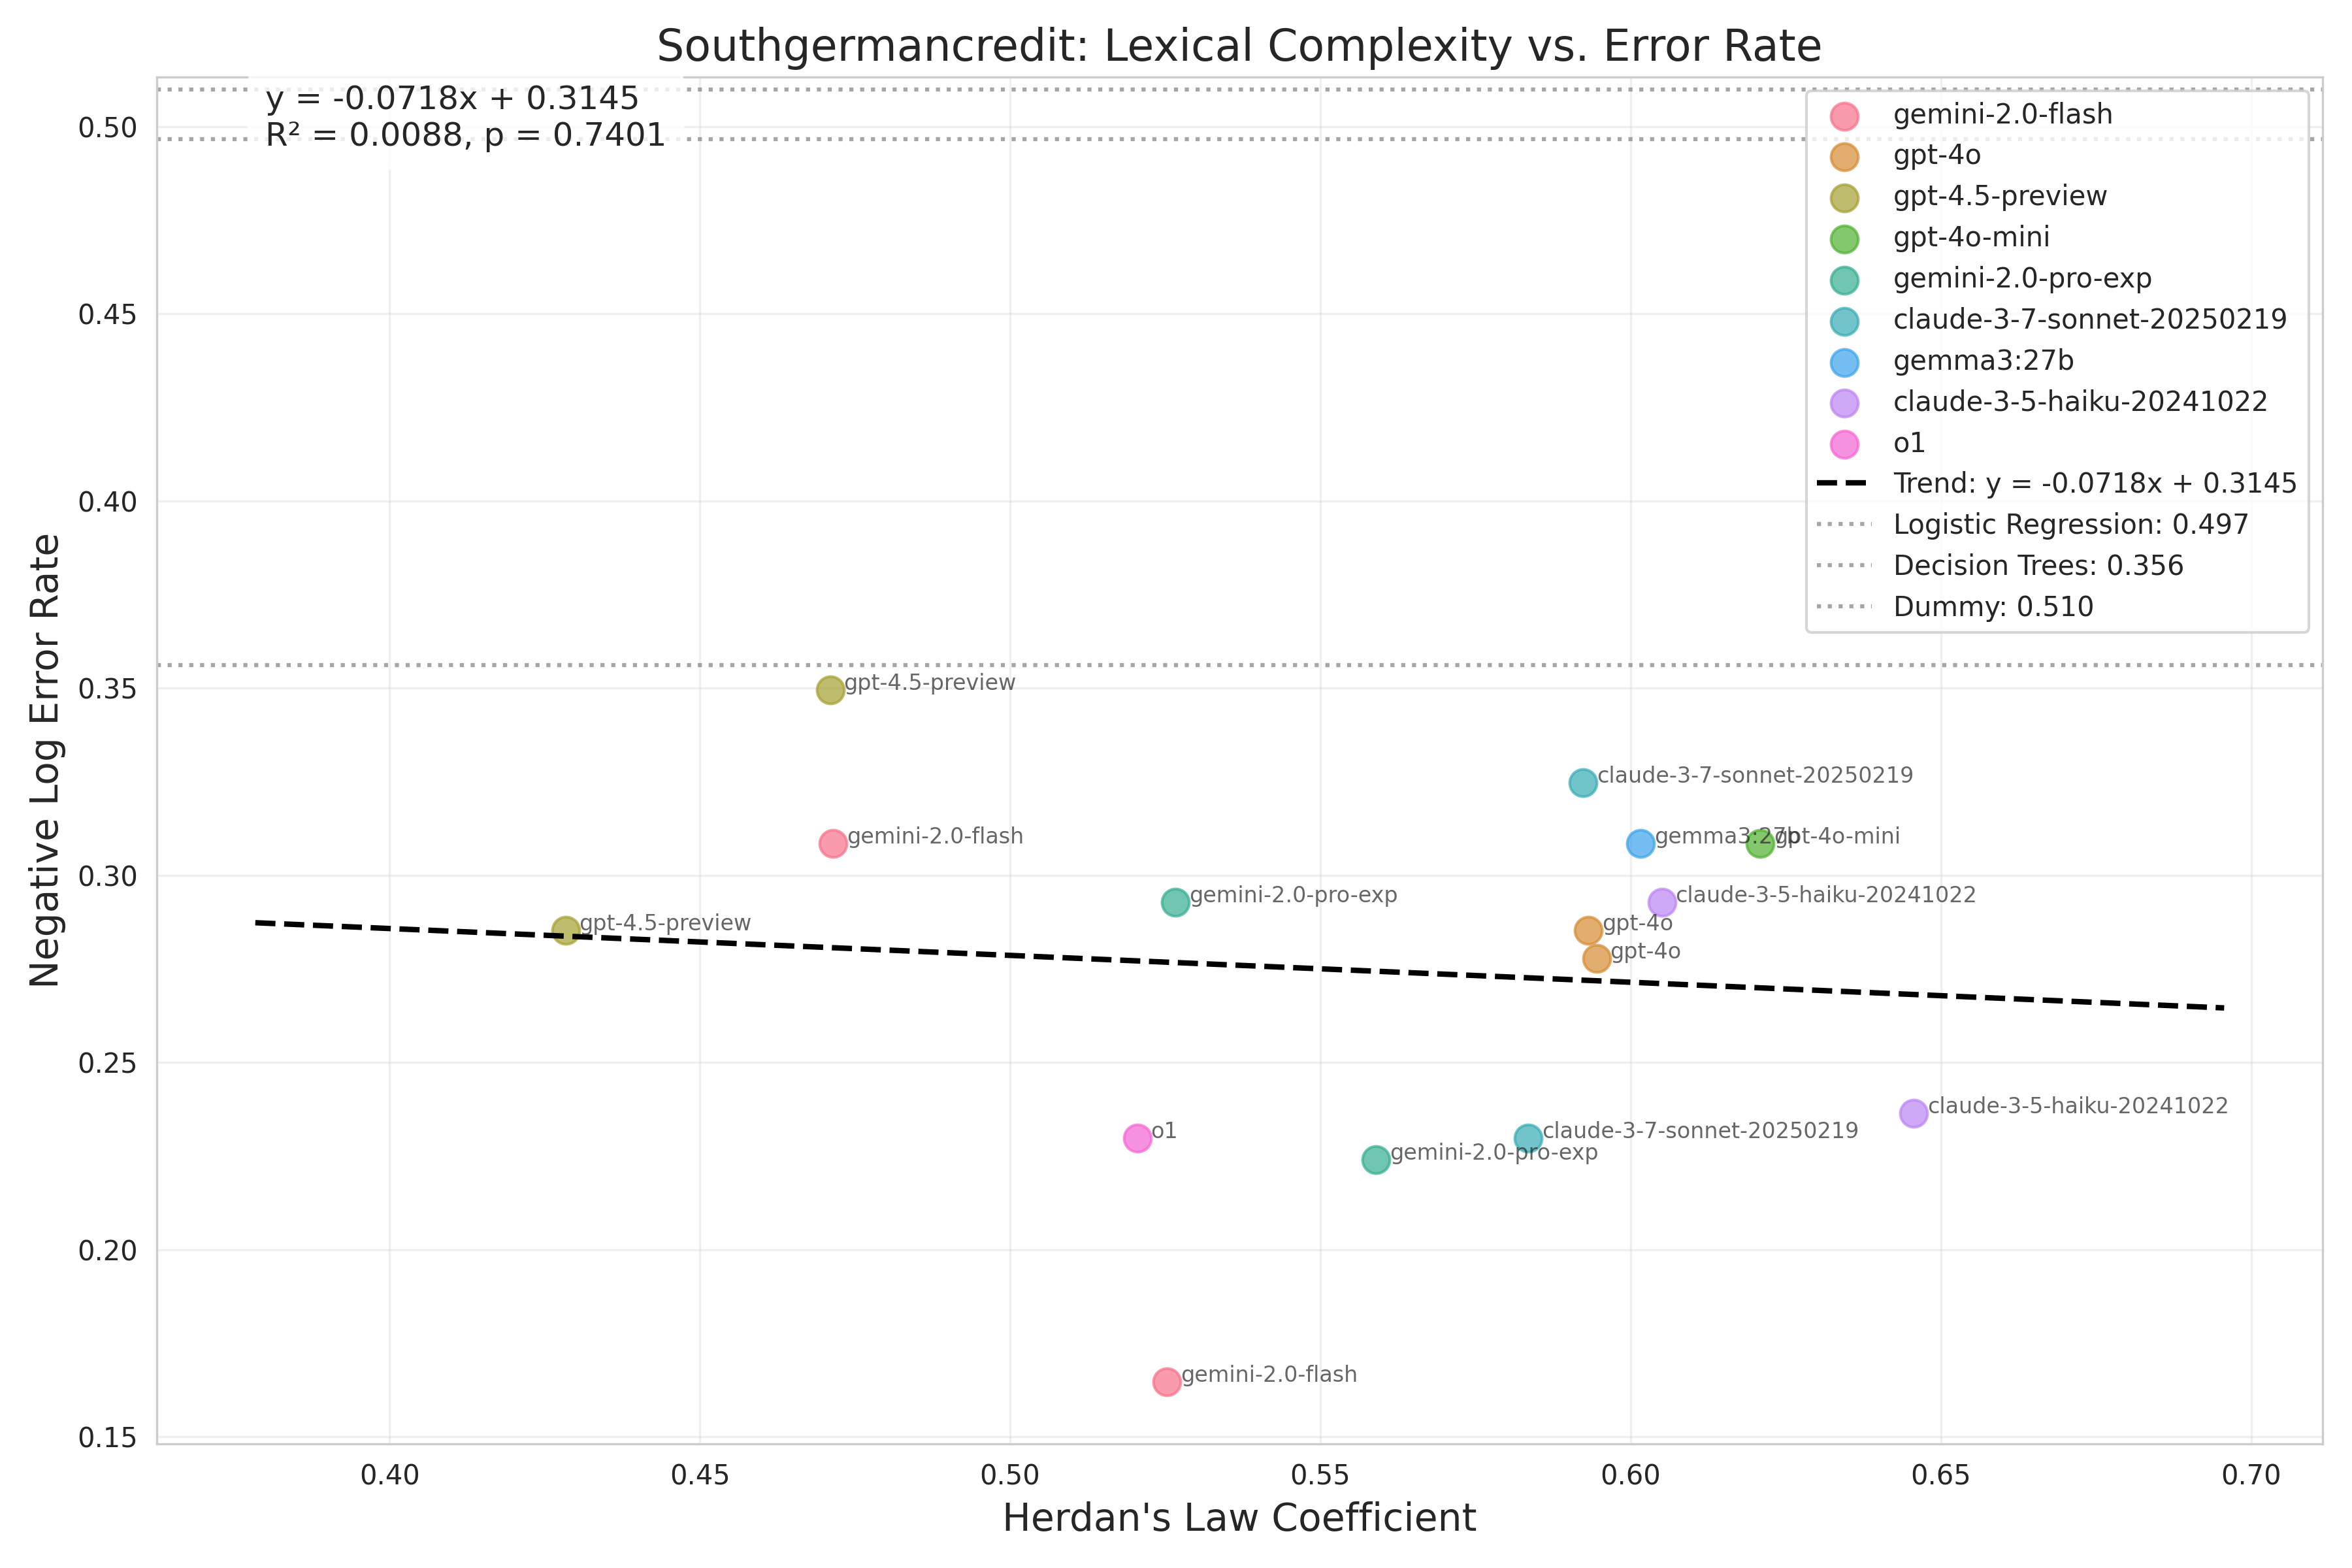 Southgermancredit: Lexical Complexity vs. Error Rate
y = -0.0718x + 0.3145
R² = 0.0088, p = 0.7401
gemini-2.0-flash
gpt-4o
gpt-4.5-preview
gpt-4o-mini
gemini-2.0-pro-exp
claude-3-7-sonnet-20250219
gemma3:27b
claude-3-5-haiku-20241022
o1
Trend: y = -0.0718x + 0.3145
Logistic Regression: 0.497
Decision Trees: 0.356
Dummy: 0.510
Negative Log Error Rate
0.50
0.45
0.40
0.35
0.30
0.25
0.20
0.15
gpt-4.5-preview
claude-3-7-sonnet-20250219
gemini-2.0-flash
gemma3:27b
gpt-4o-mini
gemini-2.0-pro-exp
claude-3-5-haiku-20241022
gpt-4.5-preview
gpt-4o
gpt-4o
claude-3-5-haiku-20241022
o1
claude-3-7-sonnet-20250219
gemini-2.0-pro-exp
gemini-2.0-flash
0.40
0.45
0.50
0.55
0.60
0.65
0.70
Herdan's Law Coefficient